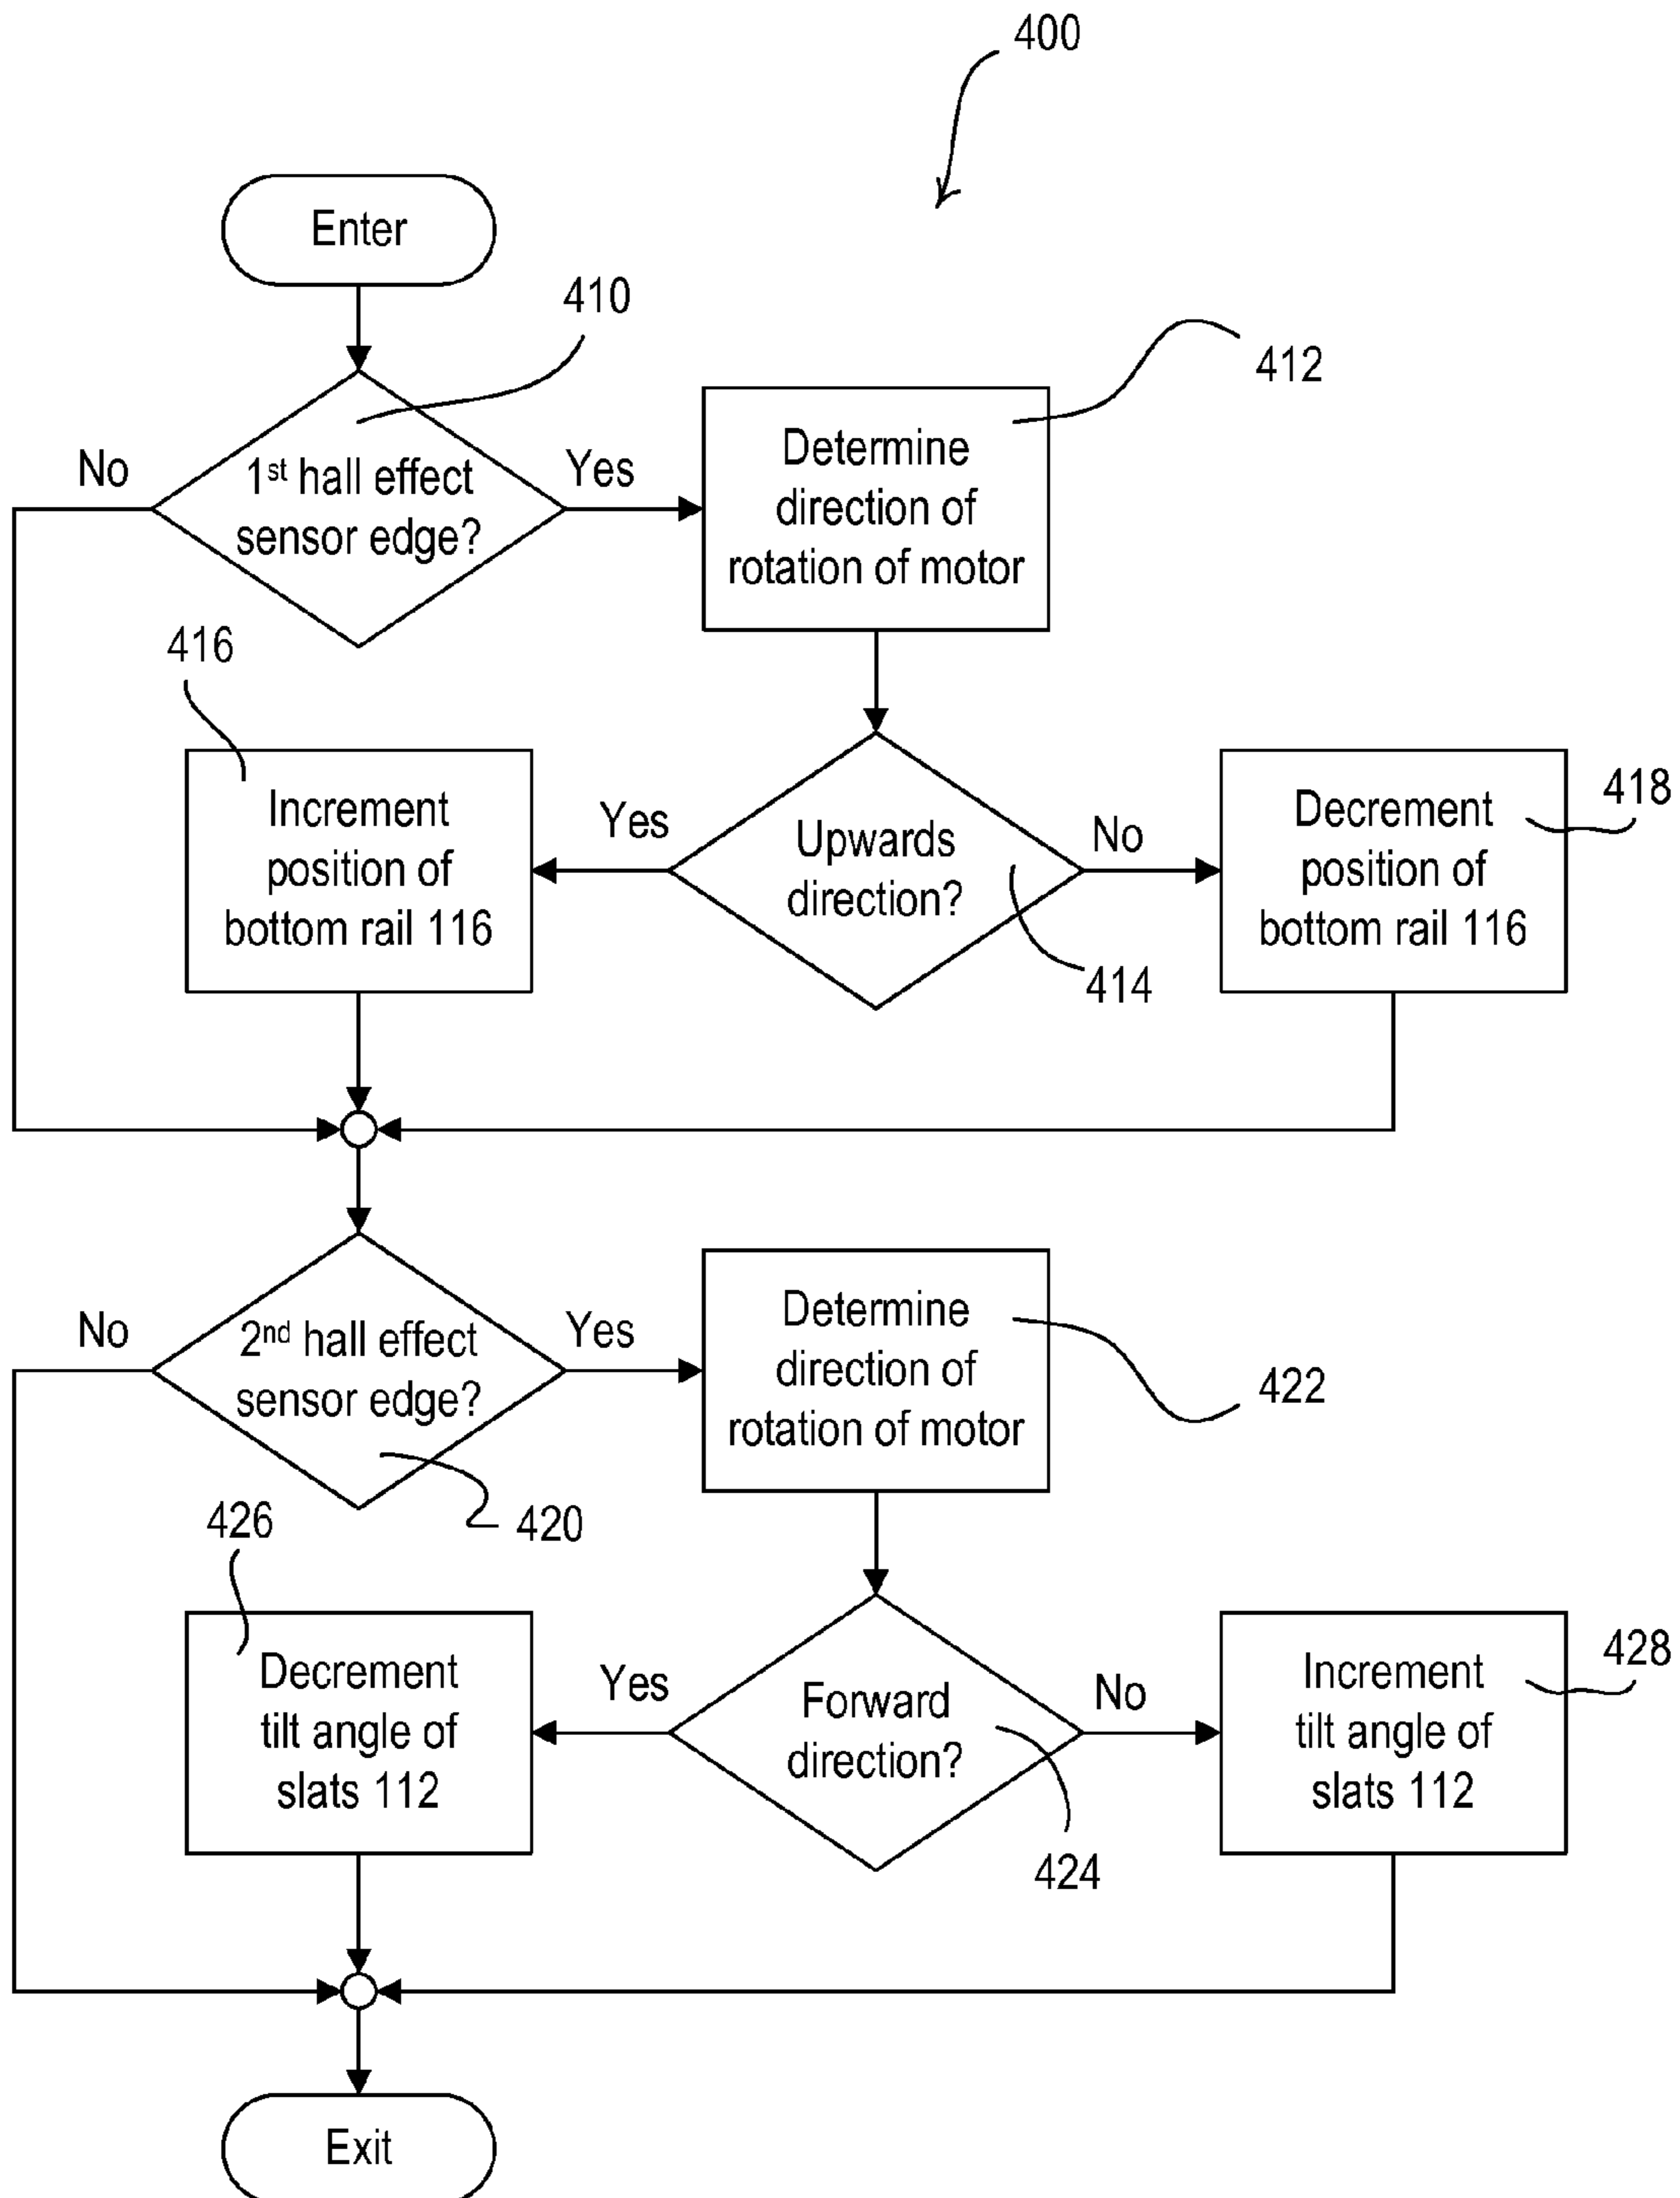 400
Enter
410
412
No
1st hall effect
sensor edge?
Yes
Determine
direction of
rotation of motor
416
418
Increment
position of
bottom rail 116
Yes
Upwards
direction?
No
Decrement
position of
bottom rail 116
414
No
2nd hall effect
sensor edge?
Yes
Determine
direction of
rotation of motor
422
426
420
428
Decrement
tilt angle of
slats 112
Yes
Forward
direction?
No
Increment
tilt angle of
slats 112
424
Exit